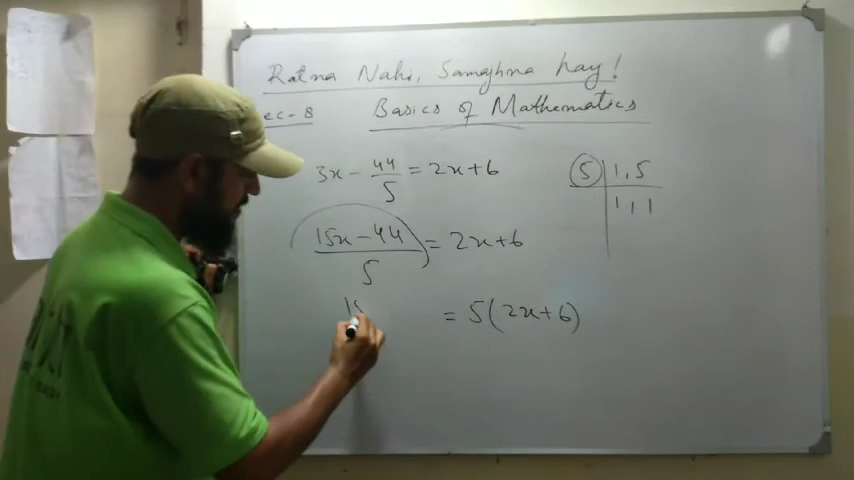 Ratna Nahi, Samajhna hay!
ec-8 Basics of Mathematics
3x - 44/5 = 2x+6
5 | 1, 5
1, 1
15x - 44/5 = 2x+6
15 = 5(2x+6)